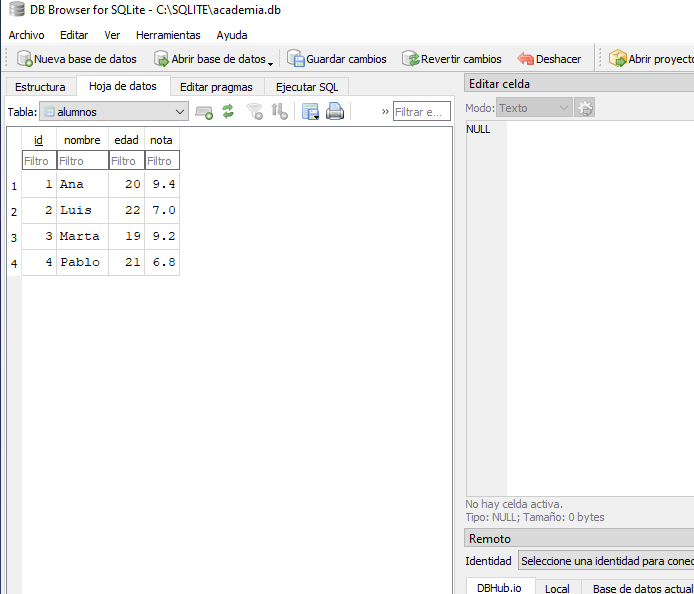 DB Browser for SQLite - C:\SQLITE\academia.db
Archivo Editar Ver Herramientas Ayuda
Nueva base de datos Abrir base de datos Guardar cambios Revertir cambios Deshacer Abrir proyecto
Estructura Hoja de datos Editar pragmas Ejecutar SQL
Tabla: alumnos » Filtrar e...
id nombre edad nota
Filtro Filtro Filtro Filtro
1 1 Ana 20 9.4
2 2 Luis 22 7.0
3 3 Marta 19 9.2
4 4 Pablo 21 6.8
Editar celda
Modo: Texto
NULL
No hay celda activa.
Tipo: NULL; Tamaño: 0 bytes
Remoto
Identidad Seleccione una identidad para conec
DBHub.io Local Base de datos actual